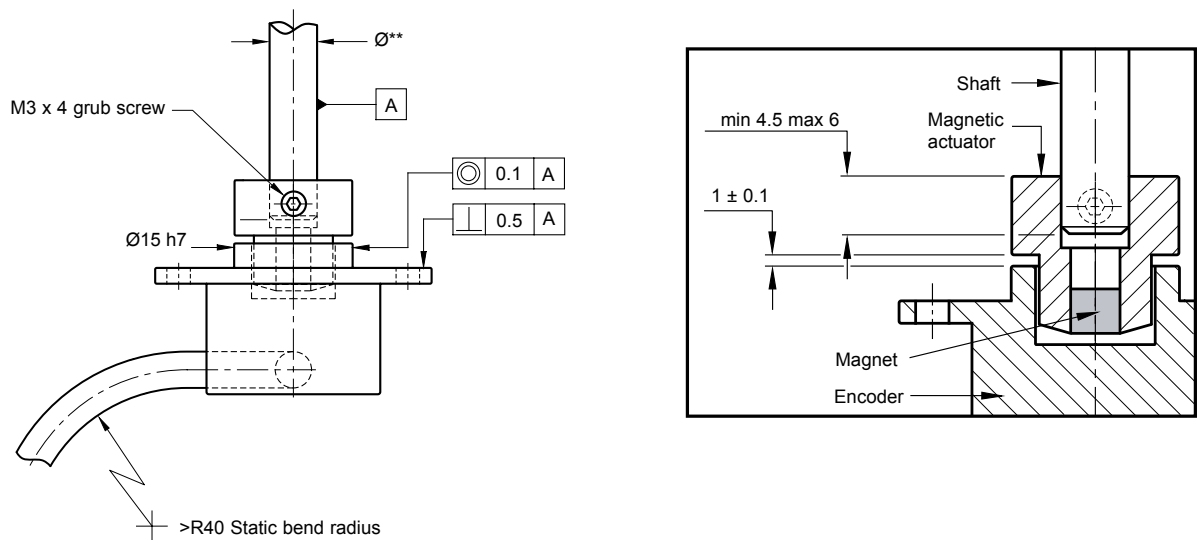 Ø**
A
M3 x 4 grub screw
0.1 A
0.5 A
Ø15 h7
>R40 Static bend radius
Shaft
Magnetic
actuator
min 4.5 max 6
1 ± 0.1
Magnet
Encoder